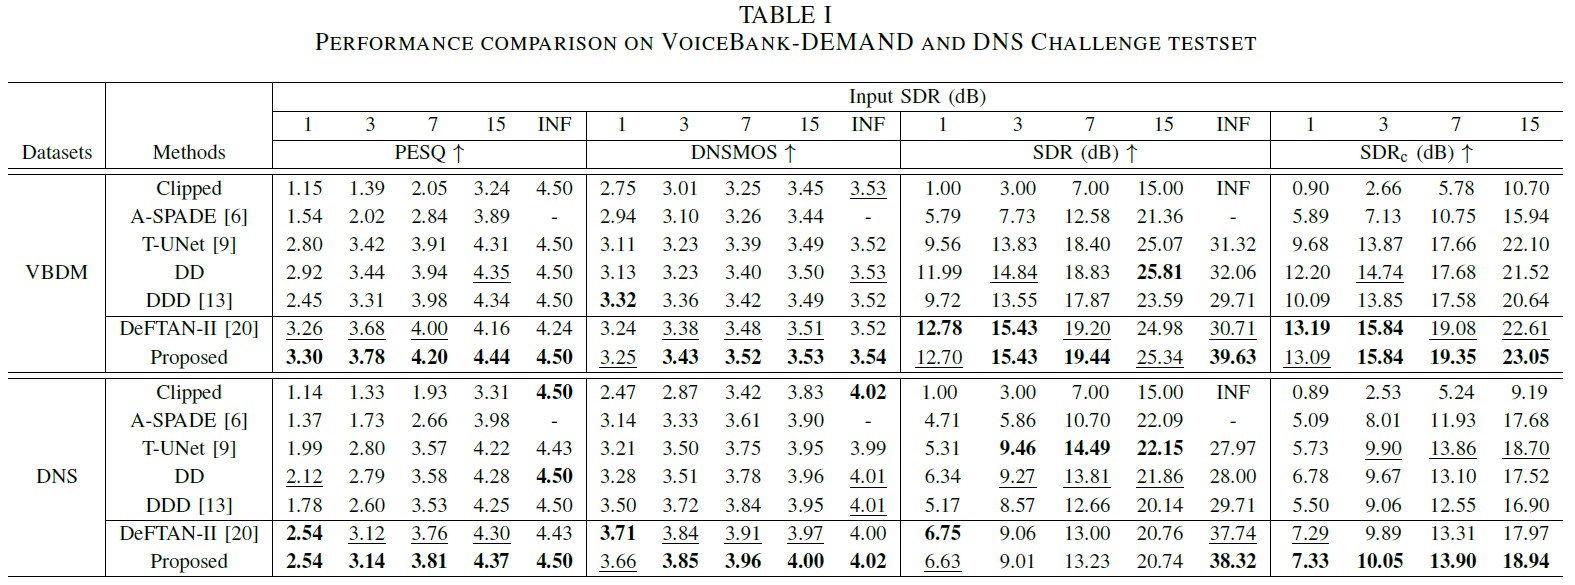 TABLE I
PERFORMANCE COMPARISON ON VOICEBANK-DEMAND AND DNS CHALLENGE TESTSET
Input SDR (dB)
1 3 7 15 INF 1 3 7 15 INF 1 3 7 15 INF 1 3 7 15
Datasets Methods PESQ ↑ DNSMOS ↑ SDR (dB) ↑ SDRc (dB) ↑
Clipped 1.15 1.39 2.05 3.24 4.50 2.75 3.01 3.25 3.45 3.53 1.00 3.00 7.00 15.00 INF 0.90 2.66 5.78 10.70
A-SPADE [6] 1.54 2.02 2.84 3.89 - 2.94 3.10 3.26 3.44 - 5.79 7.73 12.58 21.36 - 5.89 7.13 10.75 15.94
T-UNet [9] 2.80 3.42 3.91 4.31 4.50 3.11 3.23 3.39 3.49 3.52 9.56 13.83 18.40 25.07 31.32 9.68 13.87 17.66 22.10
VBDM DD 2.92 3.44 3.94 4.35 4.50 3.13 3.23 3.40 3.50 3.53 11.99 14.84 18.83 25.81 32.06 12.20 14.74 17.68 21.52
DDD [13] 2.45 3.31 3.98 4.34 4.50 3.32 3.36 3.42 3.49 3.52 9.72 13.55 17.87 23.59 29.71 10.09 13.85 17.58 20.64
DeFTAN-II [20] 3.26 3.68 4.00 4.16 4.24 3.24 3.38 3.48 3.51 3.52 12.78 15.43 19.20 24.98 30.71 13.19 15.84 19.08 22.61
Proposed 3.30 3.78 4.20 4.44 4.50 3.25 3.43 3.52 3.53 3.54 12.70 15.43 19.44 25.34 39.63 13.09 15.84 19.35 23.05
Clipped 1.14 1.33 1.93 3.31 4.50 2.47 2.87 3.42 3.83 4.02 1.00 3.00 7.00 15.00 INF 0.89 2.53 5.24 9.19
A-SPADE [6] 1.37 1.73 2.66 3.98 - 3.14 3.33 3.61 3.90 - 4.71 5.86 10.70 22.09 - 5.09 8.01 11.93 17.68
T-UNet [9] 1.99 2.80 3.57 4.22 4.43 3.21 3.50 3.75 3.95 3.99 5.31 9.46 14.49 22.15 27.97 5.73 9.90 13.86 18.70
DNS DD 2.12 2.79 3.58 4.28 4.50 3.28 3.51 3.78 3.96 4.01 6.34 9.27 13.81 21.86 28.00 6.78 9.67 13.10 17.52
DDD [13] 1.78 2.60 3.53 4.25 4.50 3.50 3.72 3.84 3.95 4.01 5.17 8.57 12.66 20.14 29.71 5.50 9.06 12.55 16.90
DeFTAN-II [20] 2.54 3.12 3.76 4.30 4.43 3.71 3.84 3.91 3.97 4.00 6.75 9.06 13.00 20.76 37.74 7.29 9.89 13.31 17.97
Proposed 2.54 3.14 3.81 4.37 4.50 3.66 3.85 3.96 4.00 4.02 6.63 9.01 13.23 20.74 38.32 7.33 10.05 13.90 18.94